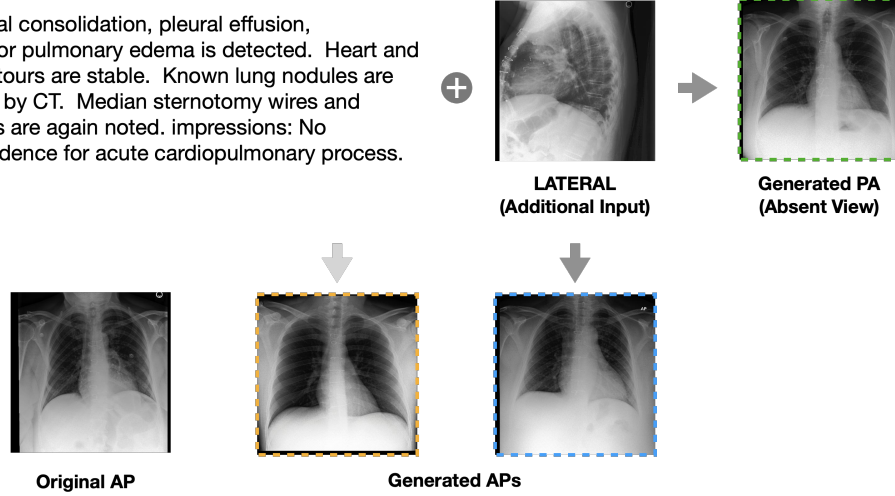 al consolidation, pleural effusion,
or pulmonary edema is detected.  Heart and
tours are stable.  Known lung nodules are
by CT.  Median sternotomy wires and
s are again noted. impressions: No
dence for acute cardiopulmonary process.
LATERAL
(Additional Input)
Generated PA
(Absent View)
AP
Original AP
Generated APs